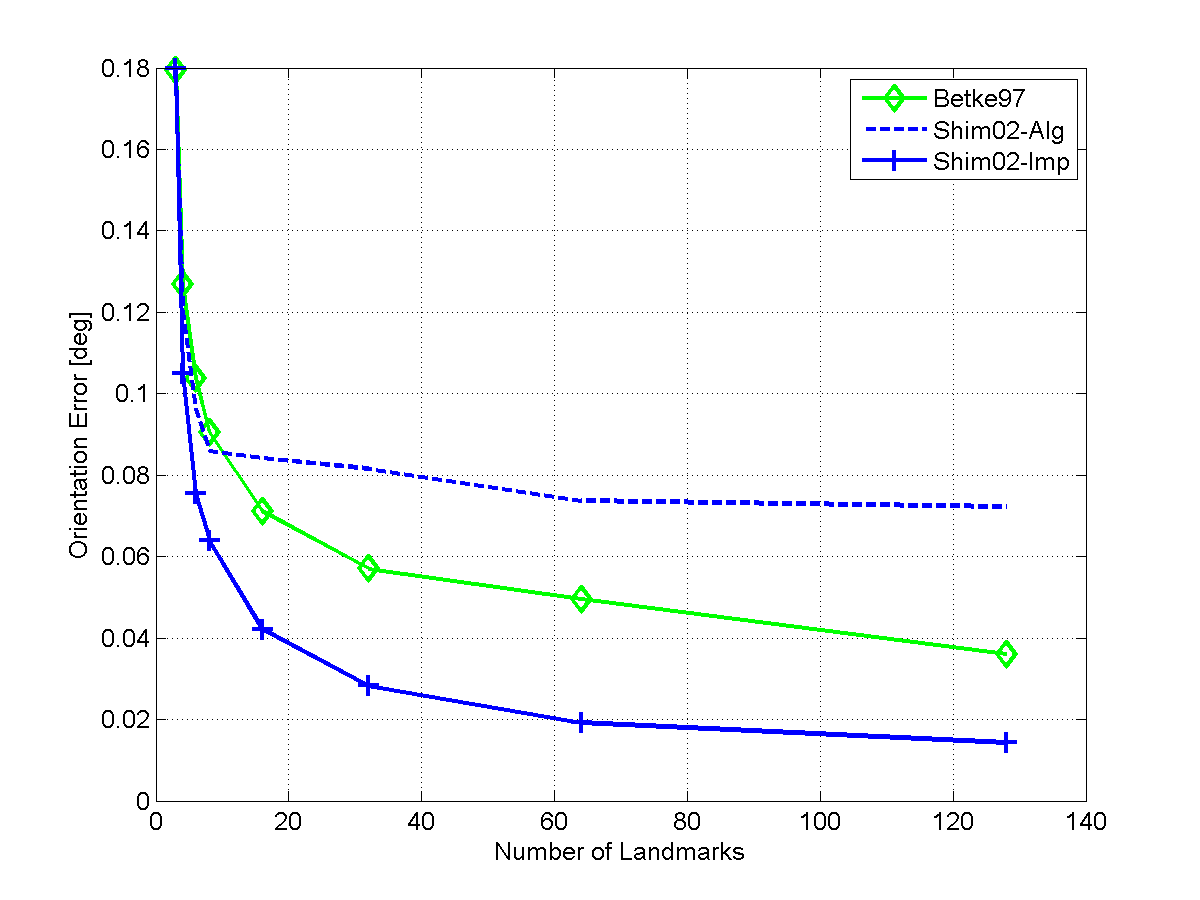 0.18
0.16
0.14
0.12
0.1
0.08
0.06
0.04
0.02
0
Orientation Error [deg]
Betke97
Shim02-Alg
Shim02-Imp
0 20 40 60 80 100 120 140
Number of Landmarks